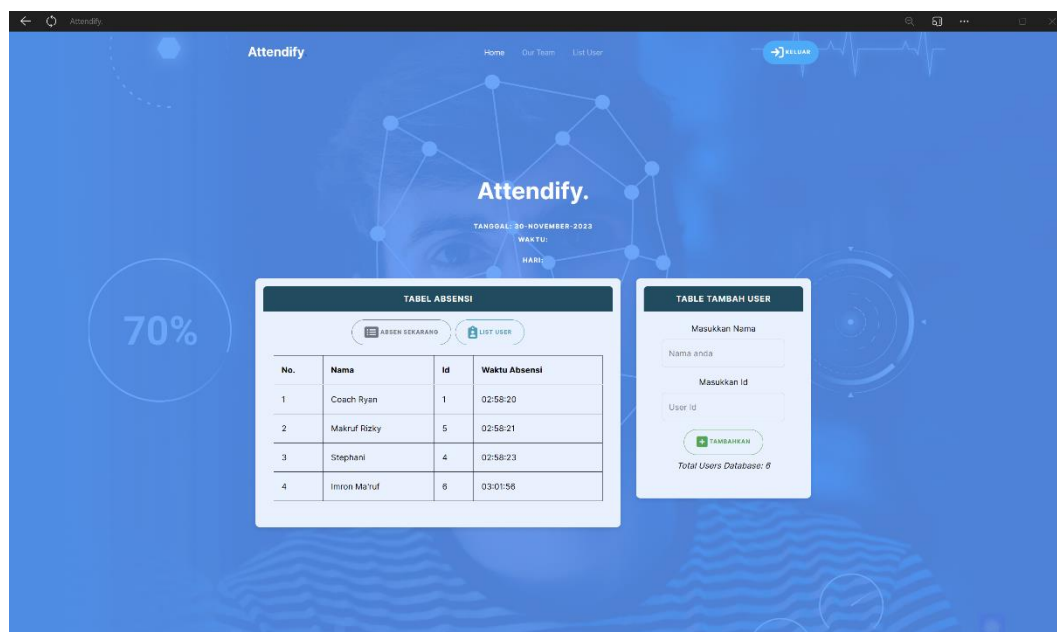 Attendify.
Attendify
Home Our Team List User
KELUAR
Attendify.
TANGGAL: 30-NOVEMBER-2023
WAKTU:
HARI:
70%
TABEL ABSENSI
ABSEN SEKARANG LIST USER
No. Nama Id Waktu Absensi
1 Coach Ryan 1 02:58:20
2 Makruf Rizky 5 02:58:21
3 Stephani 4 02:58:23
4 Imron Ma'ruf 6 03:01:56
TABLE TAMBAH USER
Masukkan Nama
Nama anda
Masukkan Id
User Id
TAMBAHKAN
Total Users Database: 6